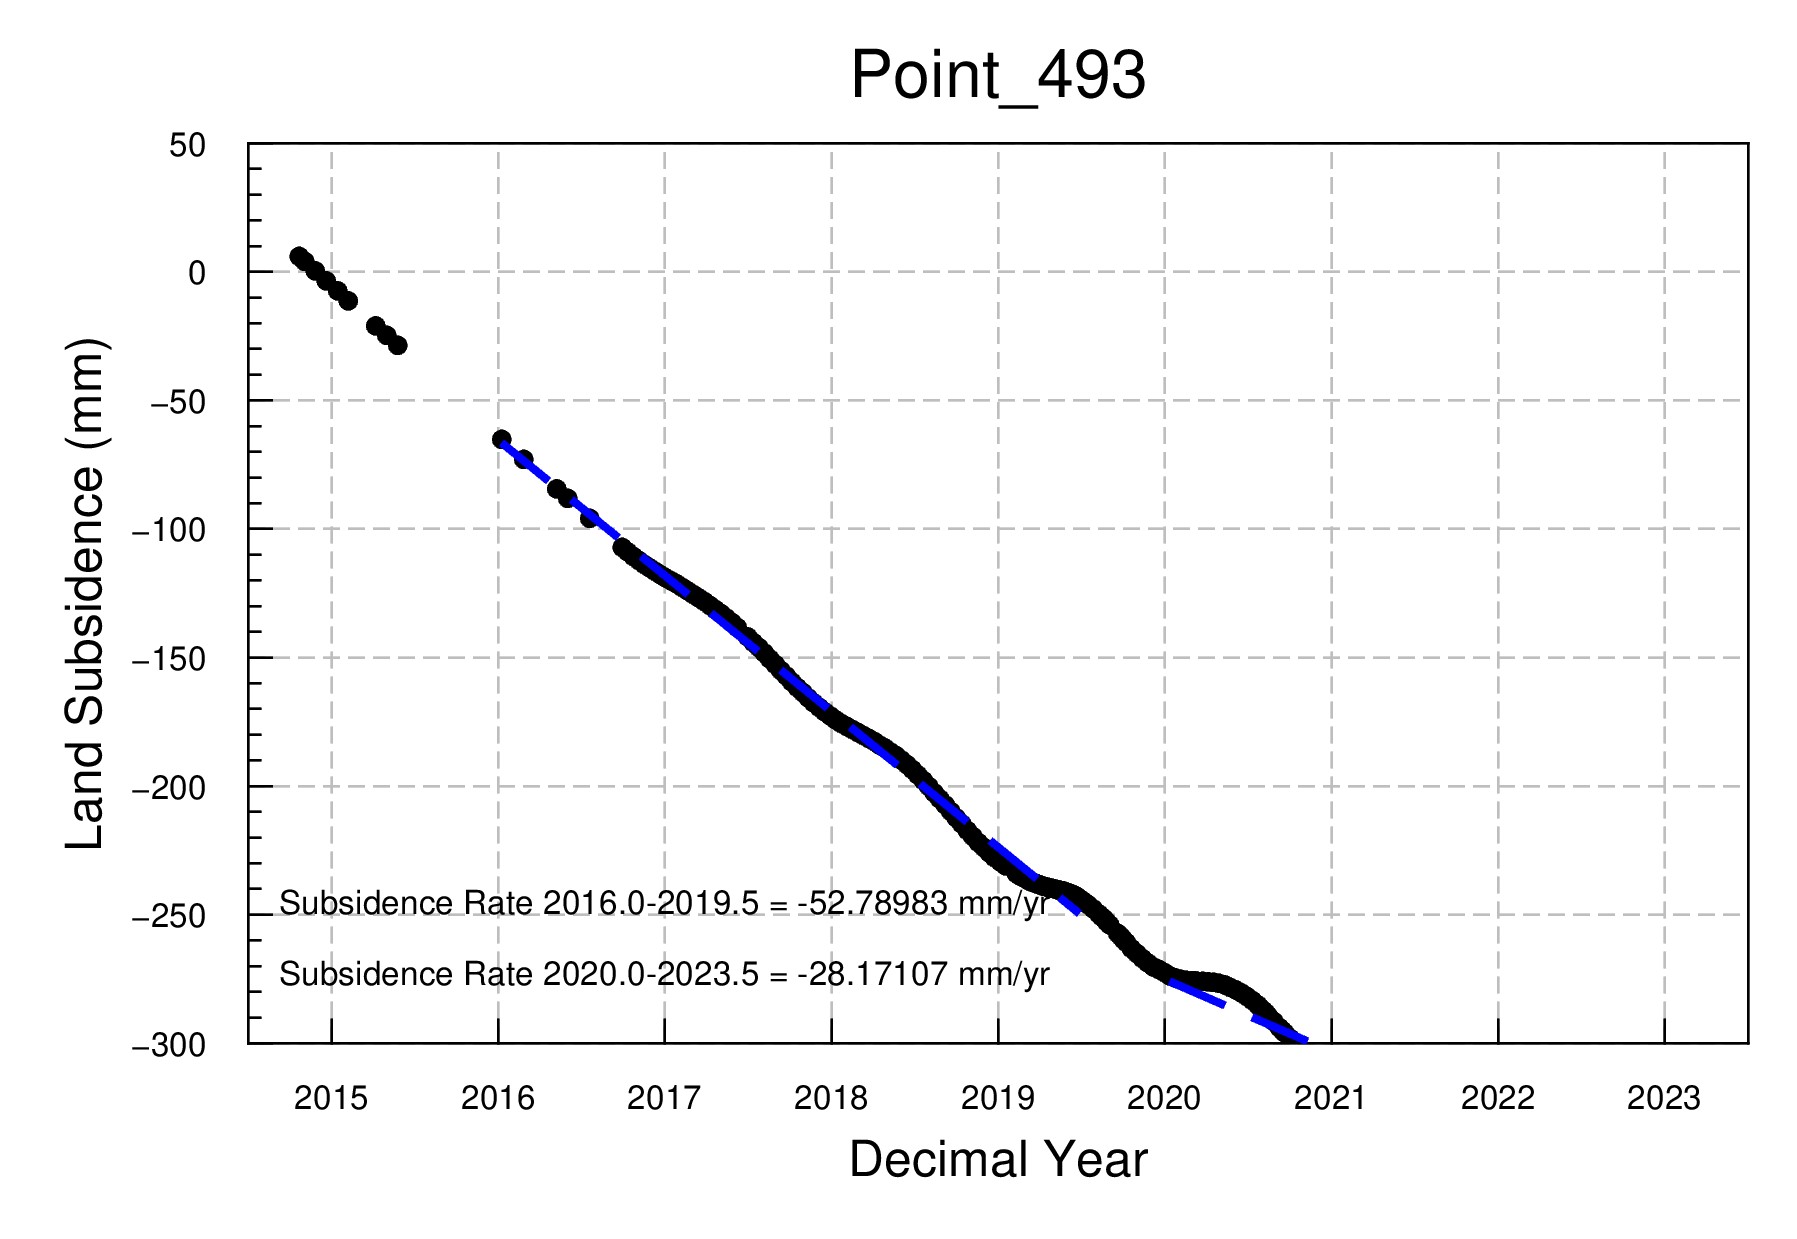 Point_493
50
0
−50
−100
−150
−200
−250
−300
Land Subsidence (mm)
Subsidence Rate 2016.0-2019.5 = -52.78983 mm/yr
Subsidence Rate 2020.0-2023.5 = -28.17107 mm/yr
2015 2016 2017 2018 2019 2020 2021 2022 2023
Decimal Year